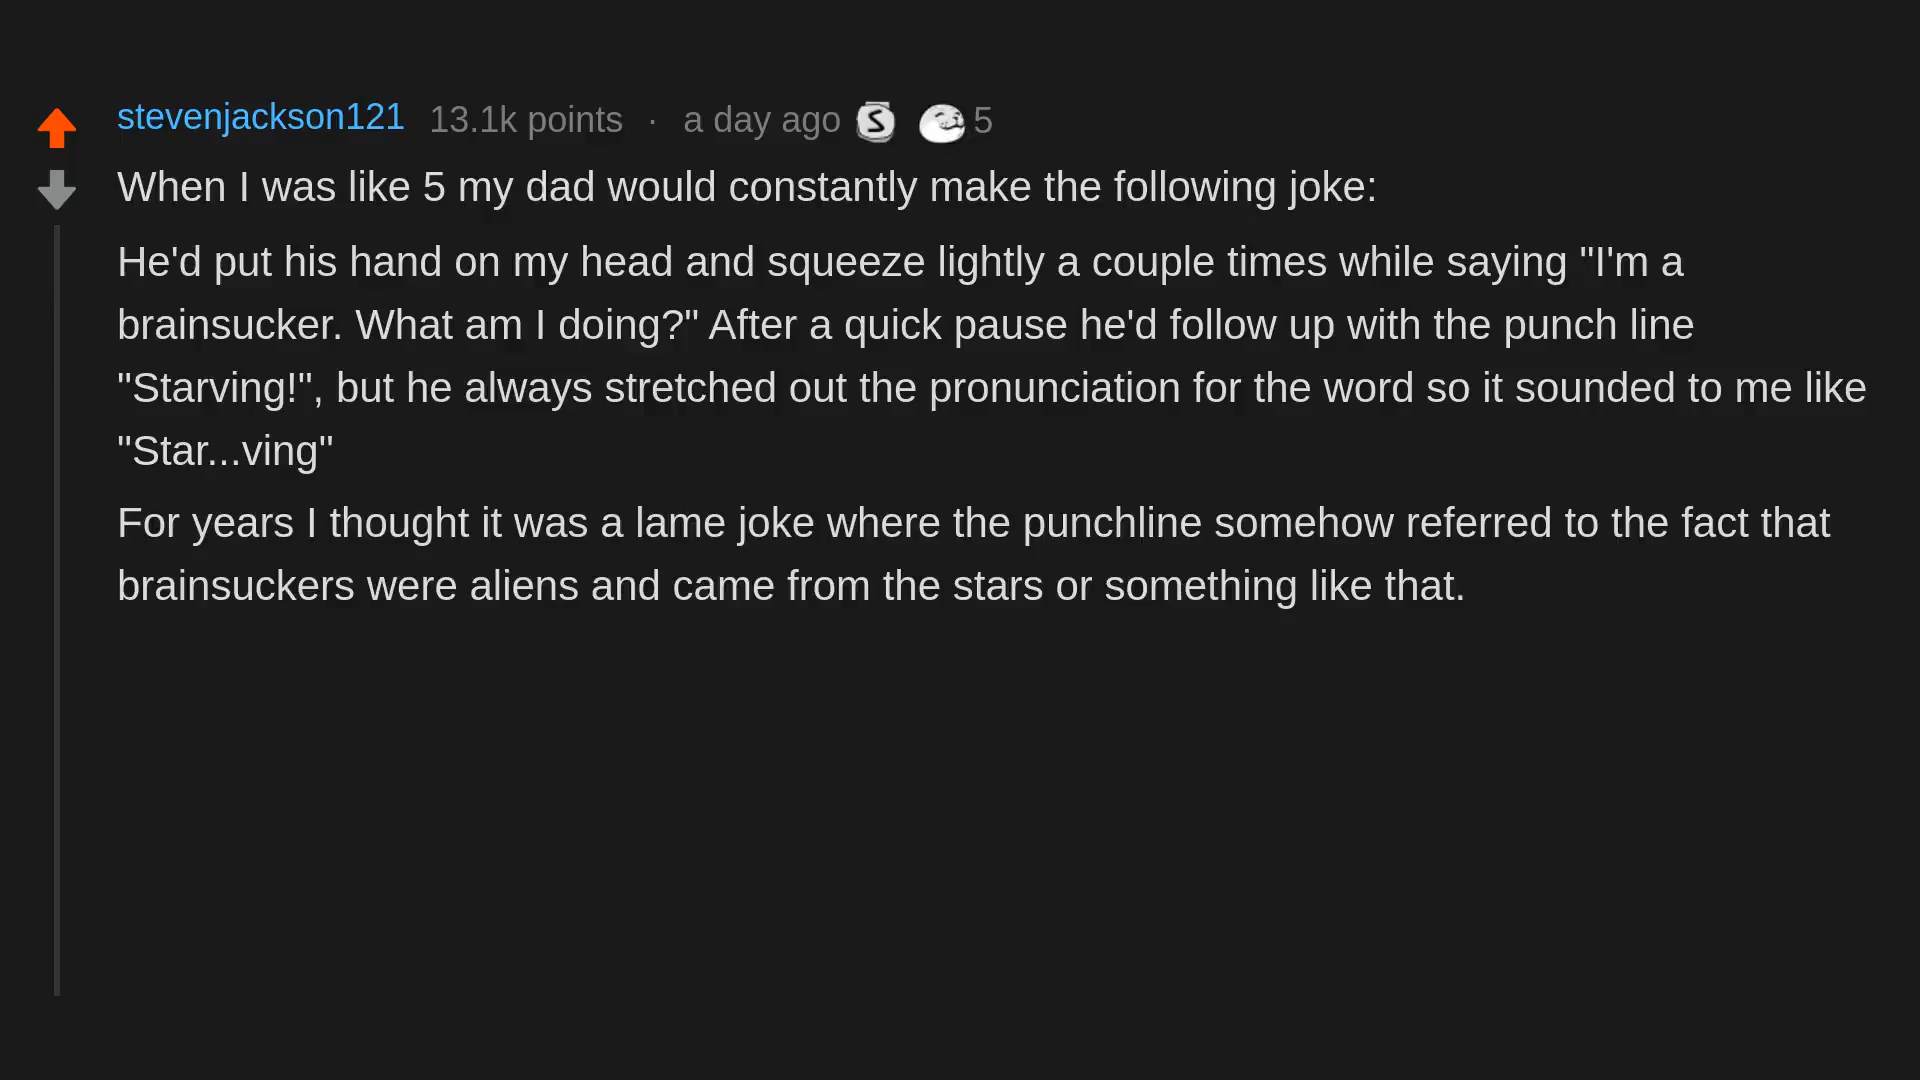 stevenjackson121 13.1k points · a day ago S 5
When I was like 5 my dad would constantly make the following joke:
He'd put his hand on my head and squeeze lightly a couple times while saying "I'm a
brainsucker. What am I doing?" After a quick pause he'd follow up with the punch line
"Starving!", but he always stretched out the pronunciation for the word so it sounded to me like
"Star...ving"
For years I thought it was a lame joke where the punchline somehow referred to the fact that
brainsuckers were aliens and came from the stars or something like that.